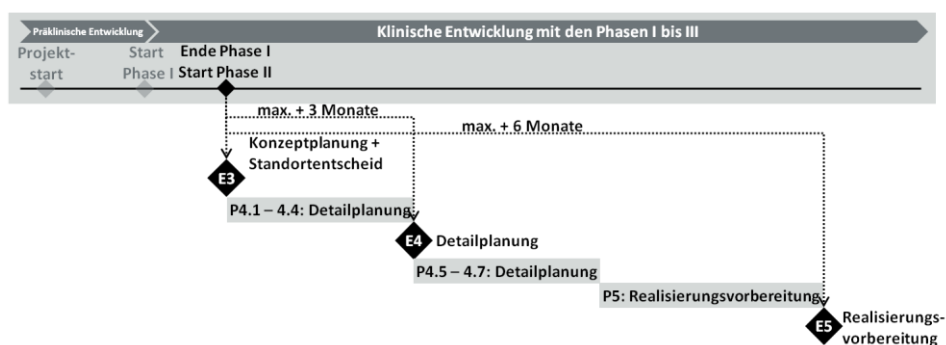 Präklinische Entwicklung
Klinische Entwicklung mit den Phasen I bis III
Projekt-
start
Start
Phase I
Ende Phase I
Start Phase II
max. + 3 Monate
max. + 6 Monate
Konzeptplanung +
Standortentscheid
E3
P4.1 – 4.4: Detailplanung
E4
Detailplanung
P4.5 – 4.7: Detailplanung
P5: Realisierungsvorbereitung
E5
Realisierungs-
vorbereitung